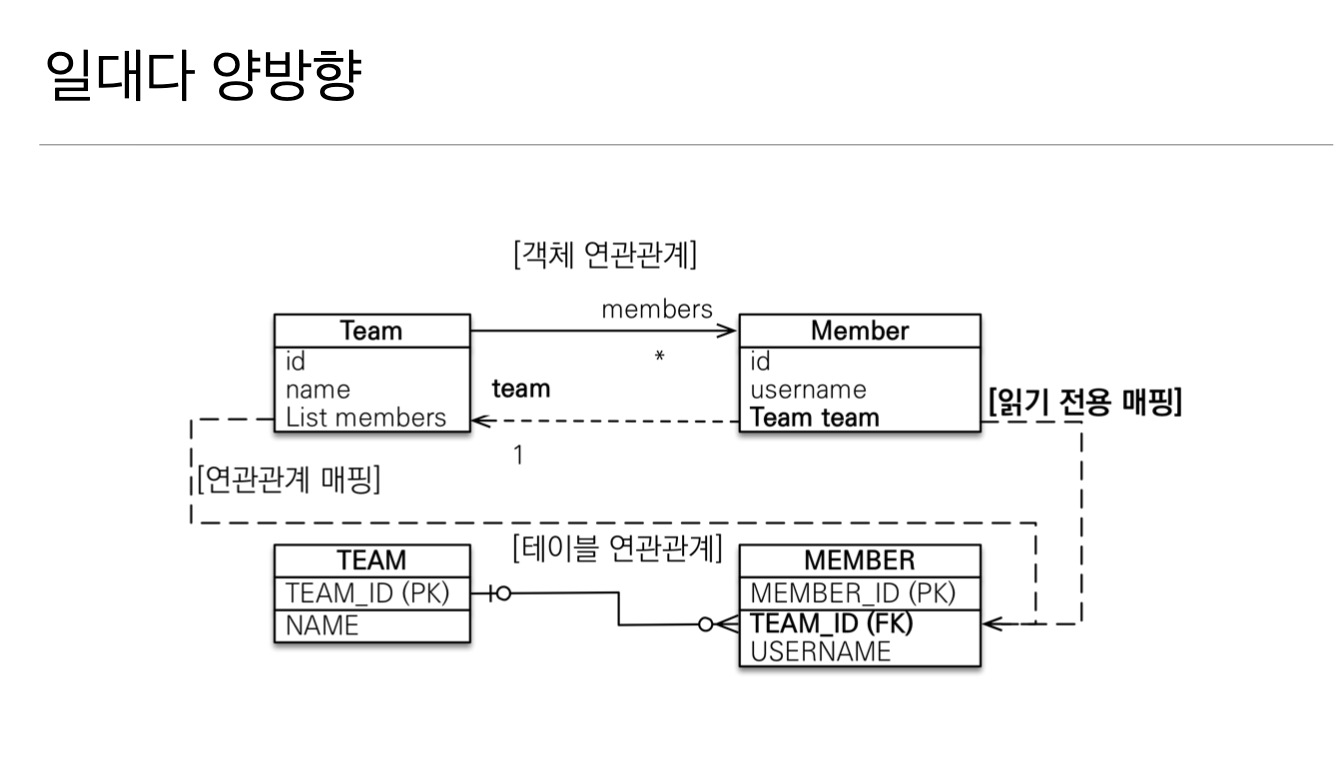 일대다 양방향
[객체 연관관계]
members
*
Team
id
name
List members
team
1
Member
id
username
Team team
[읽기 전용 매핑]
[연관관계 매핑]
[테이블 연관관계]
TEAM
TEAM_ID (PK)
NAME
MEMBER
MEMBER_ID (PK)
TEAM_ID (FK)
USERNAME